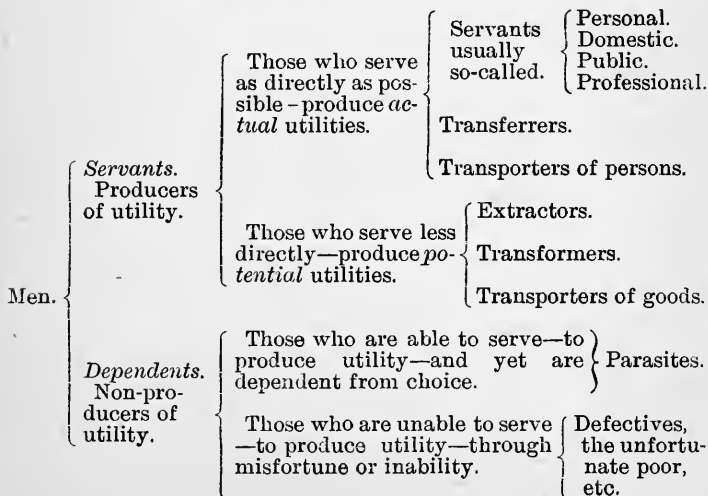 Men.
Servants.
Producers
of utility.
Those who serve
as directly as pos-
sible–produce ac-
tual utilities.
Servants
usually
so-called.
Personal.
Domestic.
Public.
Professional.
Transferrers.
Transporters of persons.
Those who serve less
directly—produce po-
tential utilities.
Extractors.
Transformers.
Transporters of goods.
Dependents.
Non-pro-
ducers of
utility.
Those who are able to serve—to
produce utility—and yet are
dependent from choice.
Parasites.
Those who are unable to serve
—to produce utility—through
misfortune or inability.
Defectives,
the unfortu-
nate poor,
etc.